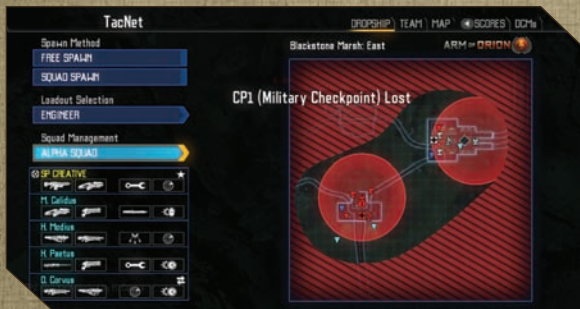 TacNet
DROPSHIP TEAM MAP SCORES DCMs
Spawn Method
FREE SPAWN
SQUAD SPAWN
Loadout Selection
ENGINEER
Squad Management
ALPHA SQUAD
SP CREATIVE
M. Calidus
H. Modius
H. Paetus
D. Corvus
Blackstone Marsh: East
ARM OF ORION
CP1 (Military Checkpoint) Lost